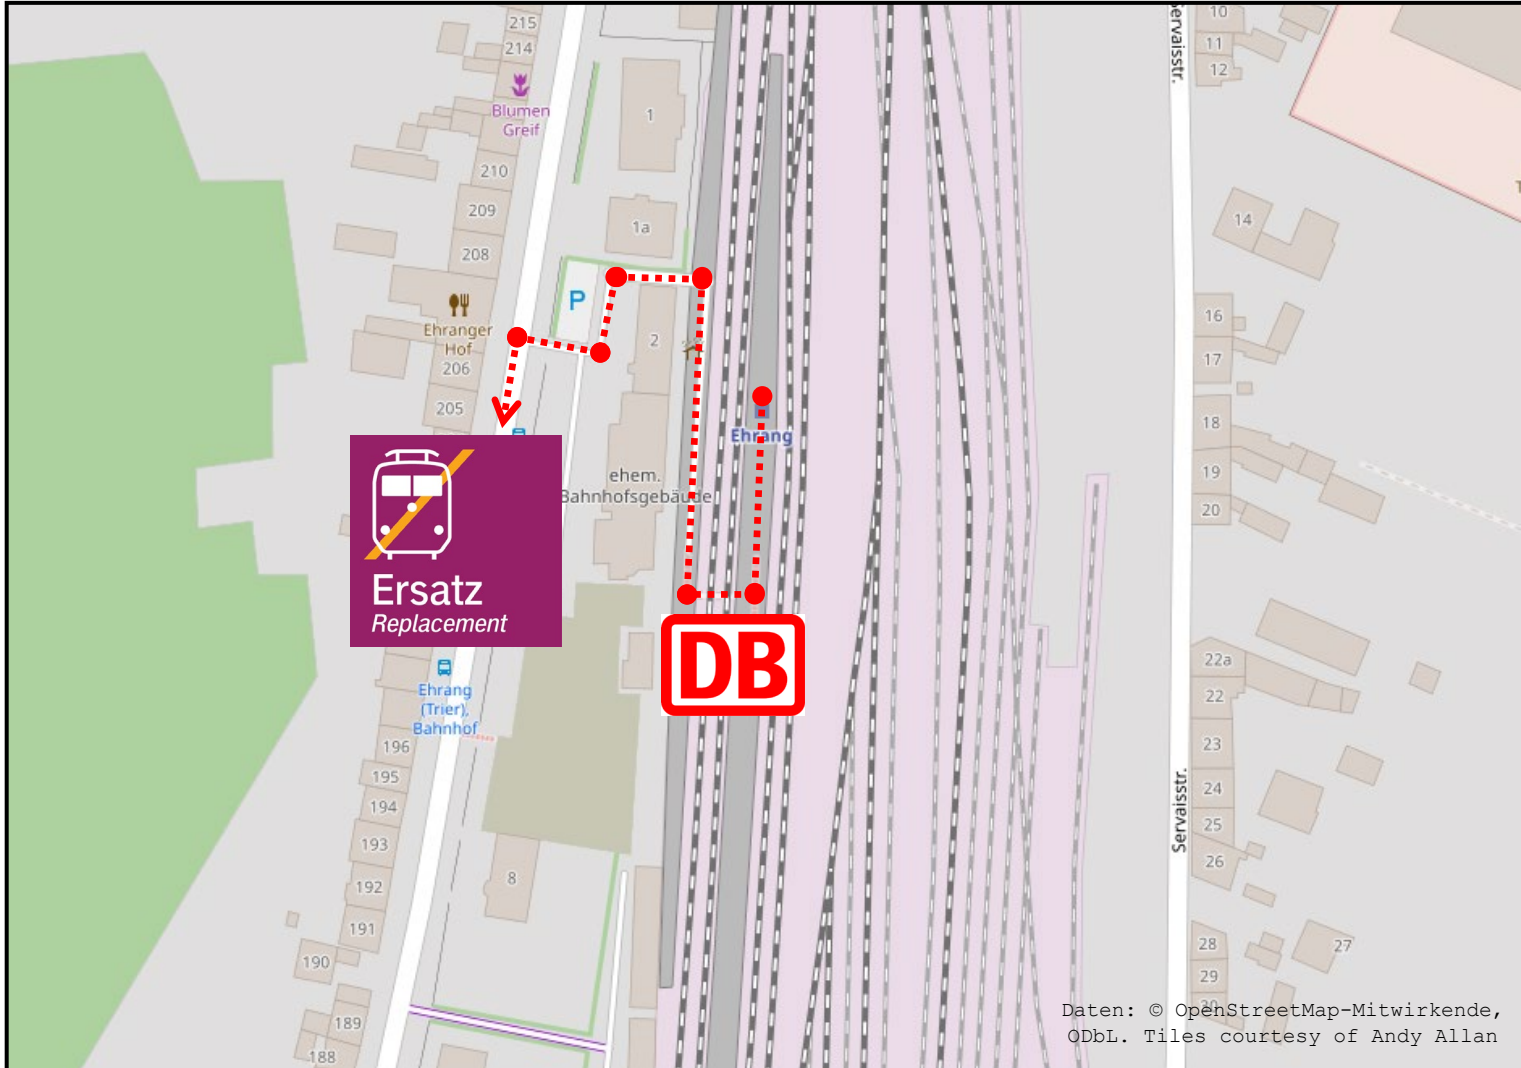 215
214
Blumen
Greif
210
209
208
Ehranger
Hof
206
205
1
1a
P
2
Ehrang
ehem.
Bahnhofsgebäude
Ersatz
Replacement
DB
Ehrang
(Trier),
Bahnhof
196
195
194
193
192
191
190
189
188
8
Servaisstr.
10
11
12
14
16
17
18
19
20
22a
22
23
24
25
26
Servaisstr.
28
27
29
30
Daten: © OpenStreetMap-Mitwirkende,
ODbL. Tiles courtesy of Andy Allan